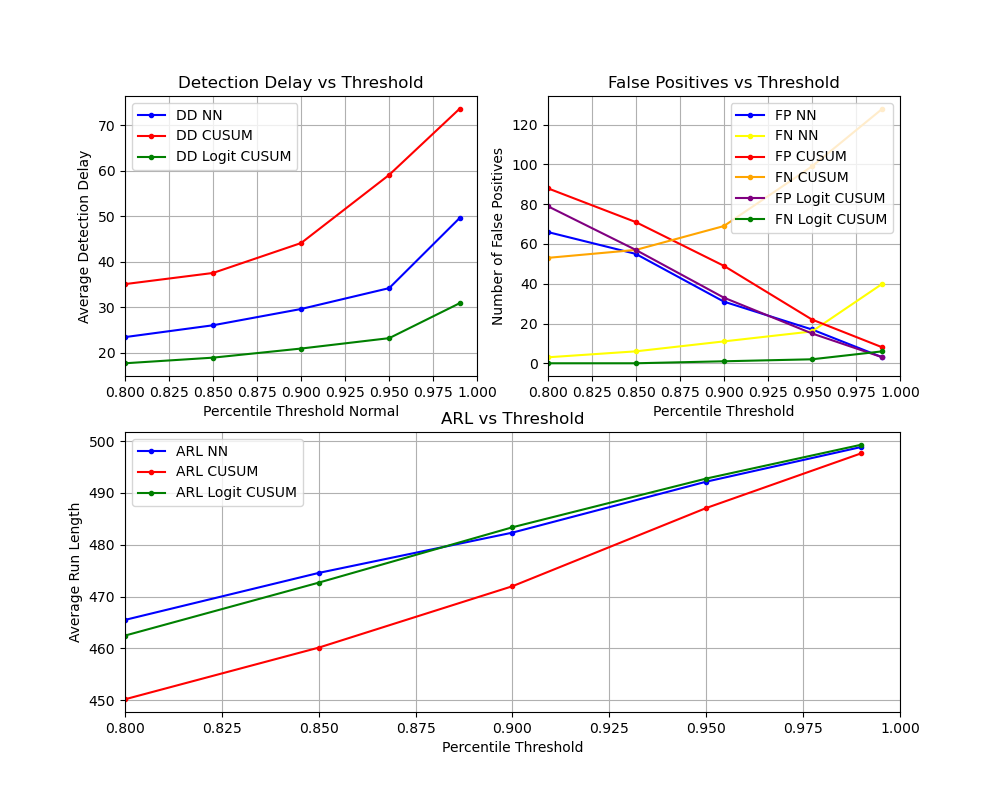 Detection Delay vs Threshold
Average Detection Delay
70
60
50
40
30
20
DD NN
DD CUSUM
DD Logit CUSUM
0.800 0.825 0.850 0.875 0.900 0.925 0.950 0.975 1.000
Percentile Threshold Normal
False Positives vs Threshold
Number of False Positives
120
100
80
60
40
20
0
FP NN
FN NN
FP CUSUM
FN CUSUM
FP Logit CUSUM
FN Logit CUSUM
0.800 0.825 0.850 0.875 0.900 0.925 0.950 0.975 1.000
Percentile Threshold
ARL vs Threshold
Average Run Length
500
490
480
470
460
450
ARL NN
ARL CUSUM
ARL Logit CUSUM
0.800 0.825 0.850 0.875 0.900 0.925 0.950 0.975 1.000
Percentile Threshold